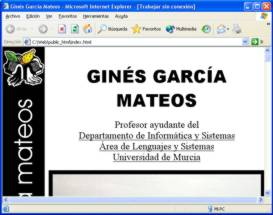 Ginés García Mateos - Microsoft Internet Explorer - [Trabajar sin conexión]
Archivo Edición Ver Favoritos Herramientas Ayuda
Atrás Búsqueda Favoritos Multimedia
Dirección C:\Web\public_html\index.html
GINÉS GARCÍA
MATEOS
Profesor ayudante del
Departamento de Informática y Sistemas
Área de Lenguajes y Sistemas
Universidad de Murcia
a mateos
Mi PC